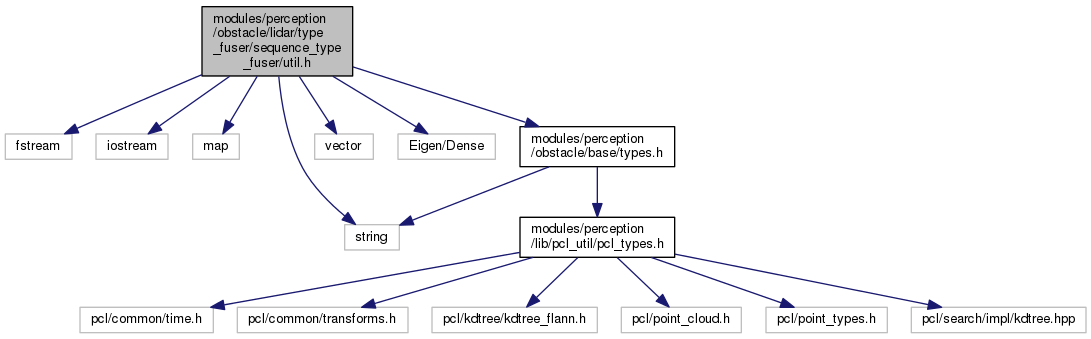 modules/perception
/obstacle/lidar/type
_fuser/sequence_type
_fuser/util.h
fstream
iostream
map
vector
Eigen/Dense
modules/perception
/obstacle/base/types.h
string
modules/perception
/lib/pcl_util/pcl_types.h
pcl/common/time.h
pcl/common/transforms.h
pcl/kdtree/kdtree_flann.h
pcl/point_cloud.h
pcl/point_types.h
pcl/search/impl/kdtree.hpp